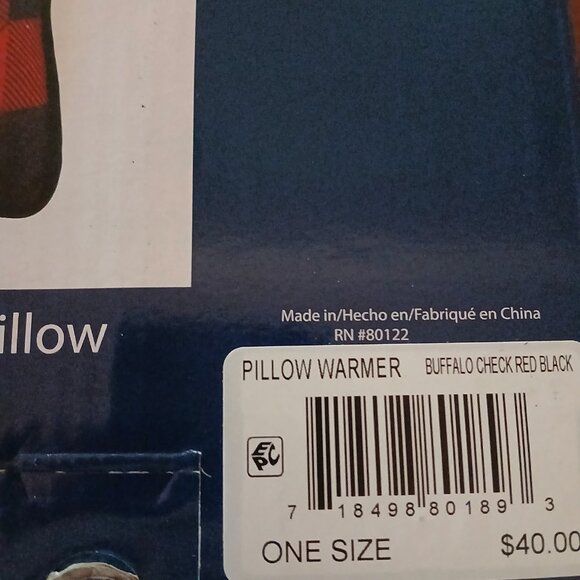 illow
Made in/Hecho en/Fabriqué en China
RN #80122
PILLOW WARMER BUFFALO CHECK RED BLACK
EPC
7 18498 80189 3
ONE SIZE $40.00